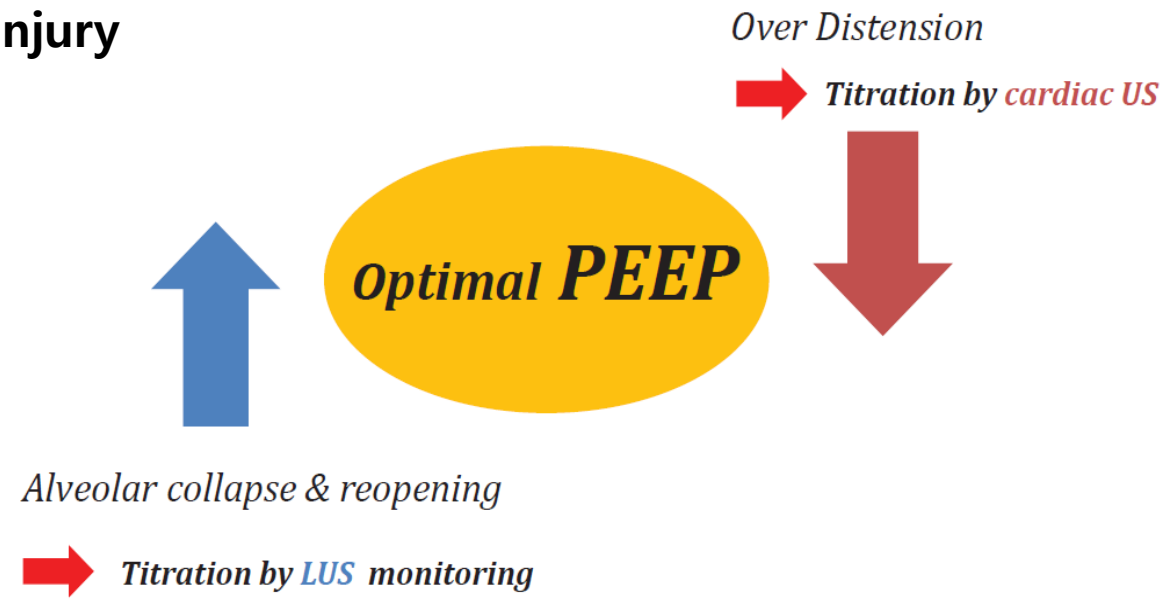 njury
Over Distension
Titration by cardiac US
Optimal PEEP
Alveolar collapse & reopening
Titration by LUS monitoring